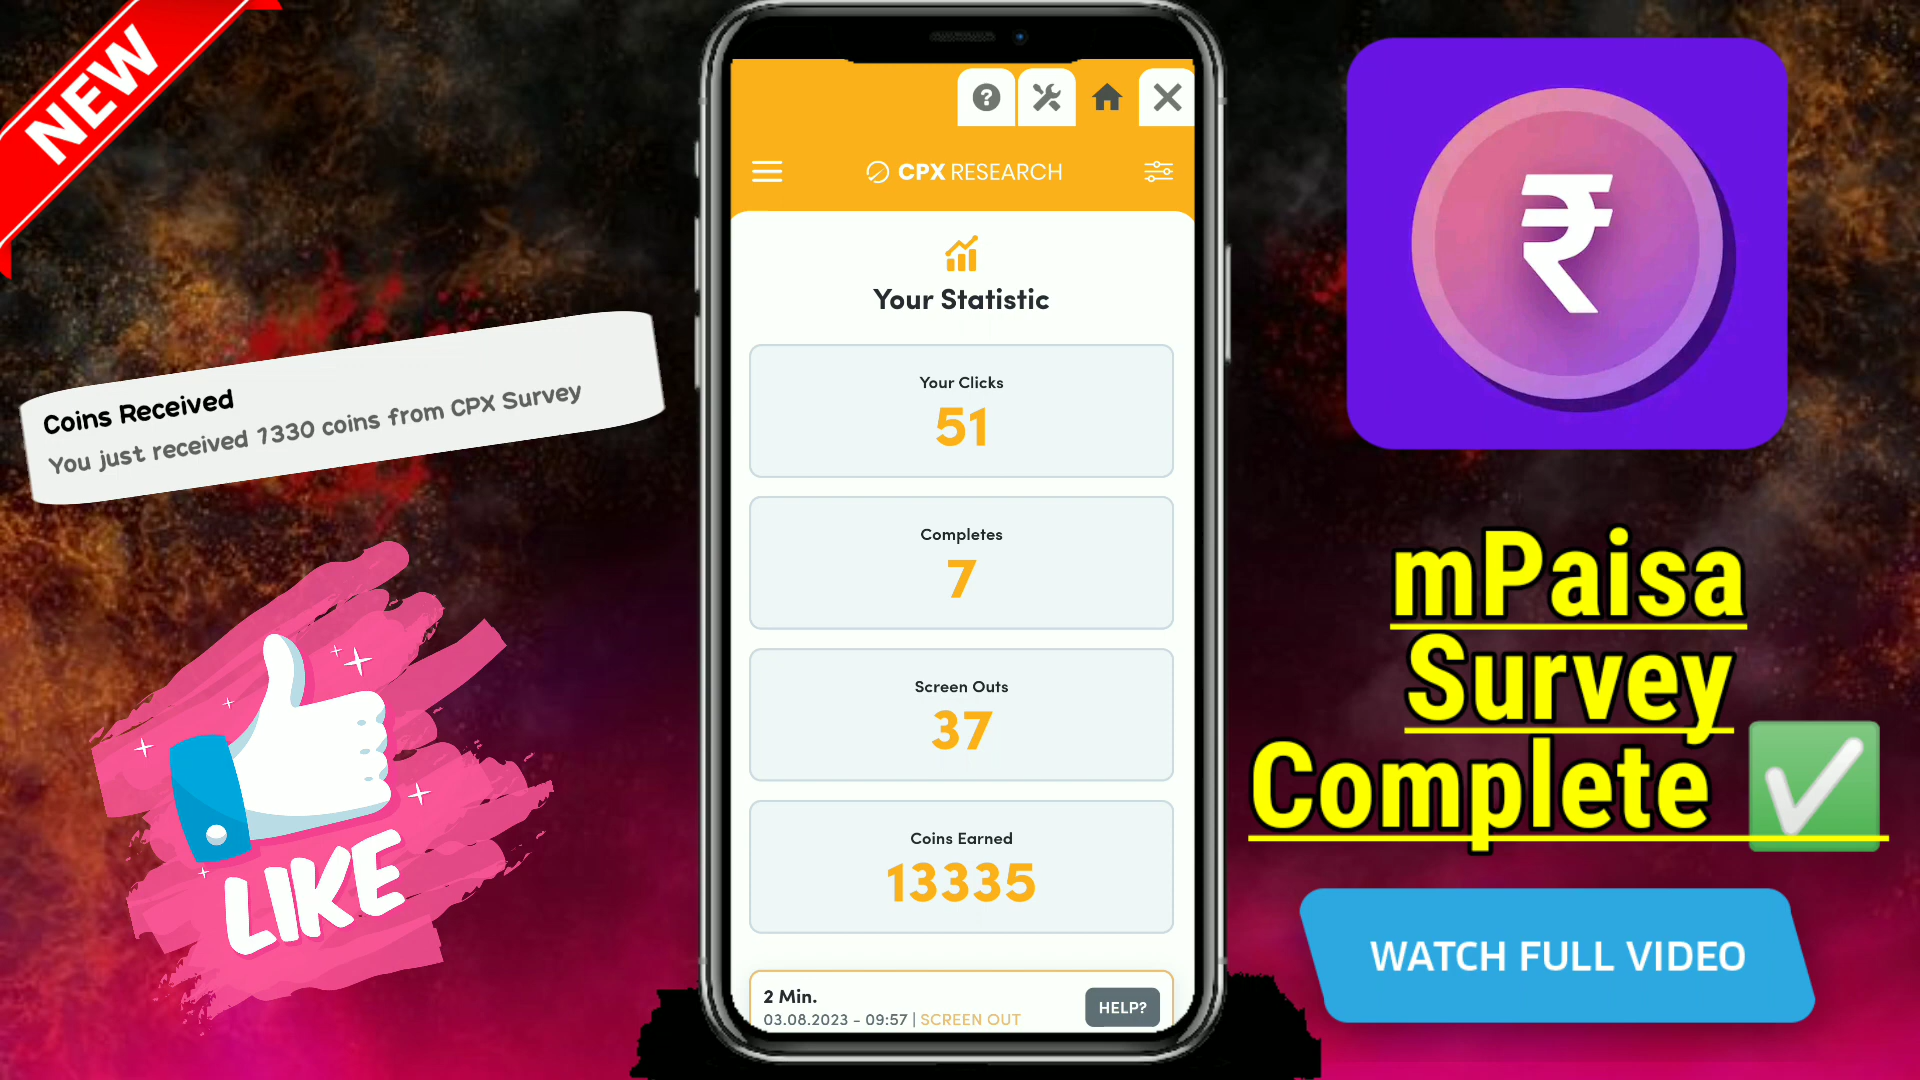 NEW
Coins Received
You just received 1330 coins from CPX Survey
LIKE
?
CPX RESEARCH
Your Statistic
Your Clicks
51
Completes
7
Screen Outs
37
Coins Earned
13335
2 Min.
03.08.2023 - 09:57 | SCREEN OUT
HELP?
₹
mPaisa
Survey
Complete ✅
WATCH FULL VIDEO